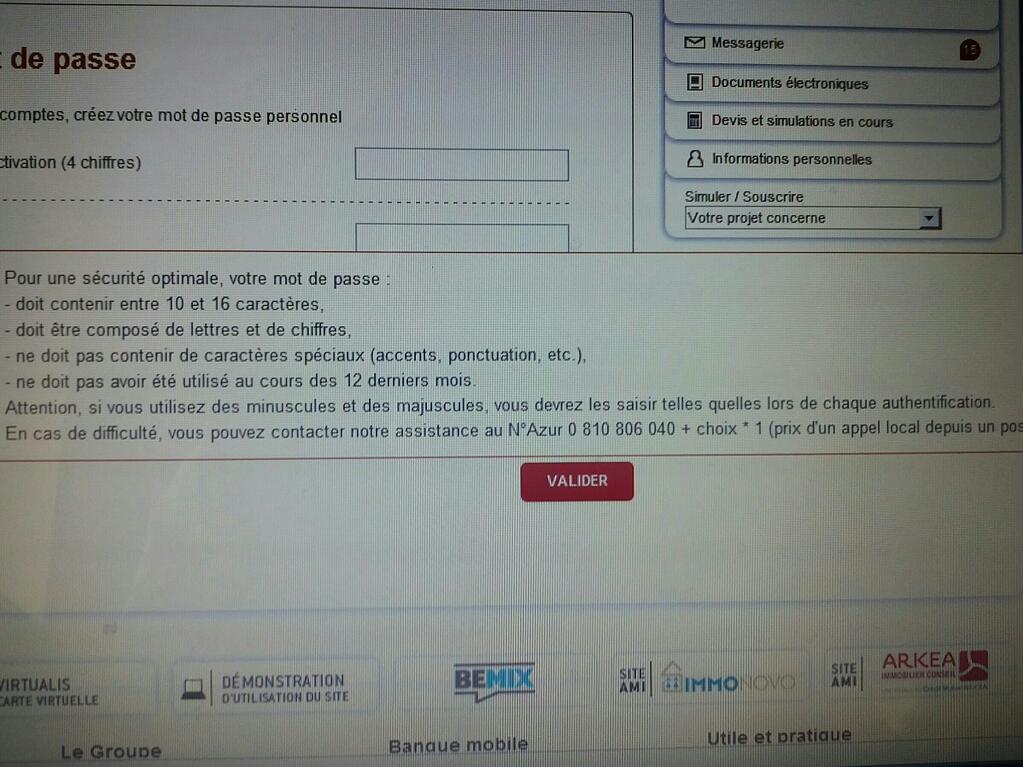 de passe
comptes, créez votre mot de passe personnel
ctivation (4 chiffres)
Messagerie
15
Documents électroniques
Devis et simulations en cours
Informations personnelles
Simuler / Souscrire
Votre projet concerne
Pour une sécurité optimale, votre mot de passe :
- doit contenir entre 10 et 16 caractères,
- doit être composé de lettres et de chiffres,
- ne doit pas contenir de caractères spéciaux (accents, ponctuation, etc.),
- ne doit pas avoir été utilisé au cours des 12 derniers mois.
Attention, si vous utilisez des minuscules et des majuscules, vous devrez les saisir telles quelles lors de chaque authentification.
En cas de difficulté, vous pouvez contacter notre assistance au N°Azur 0 810 806 040 + choix * 1 (prix d'un appel local depuis un pos
VALIDER
VIRTUALIS
CARTE VIRTUELLE
DÉMONSTRATION
D'UTILISATION DU SITE
BEMIX
SITE
AMI
IMMONOVO
SITE
AMI
ARKEA
IMMOBILIER CONSEIL
Le Groupe
Banque mobile
Utile et pratique